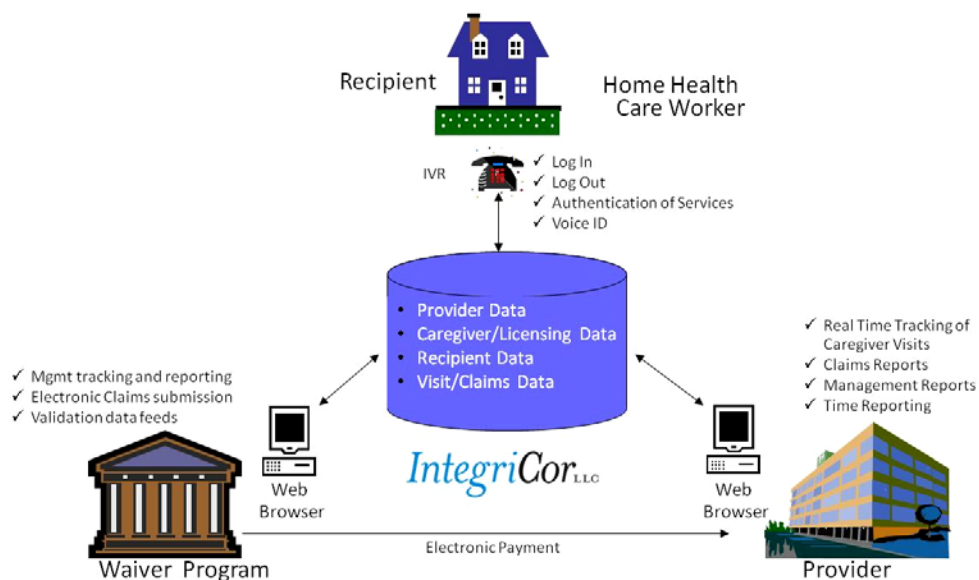 Recipient
Home Health
Care Worker
IVR
✓ Log In
✓ Log Out
✓ Authentication of Services
✓ Voice ID
• Provider Data
• Caregiver/Licensing Data
• Recipient Data
• Visit/Claims Data
✓ Mgmt tracking and reporting
✓ Electronic Claims submission
✓ Validation data feeds
✓ Real Time Tracking of
Caregiver Visits
✓ Claims Reports
✓ Management Reports
✓ Time Reporting
Web
Browser
IntegriCor LLC
Web
Browser
Electronic Payment
Waiver Program
Provider